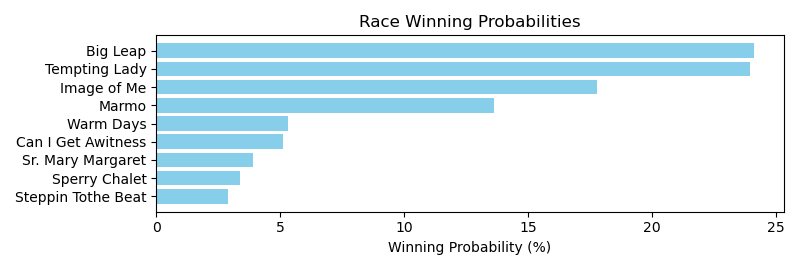 Race Winning Probabilities
Big Leap
Tempting Lady
Image of Me
Marmo
Warm Days
Can I Get Awitness
Sr. Mary Margaret
Sperry Chalet
Steppin Tothe Beat
0 5 10 15 20 25
Winning Probability (%)